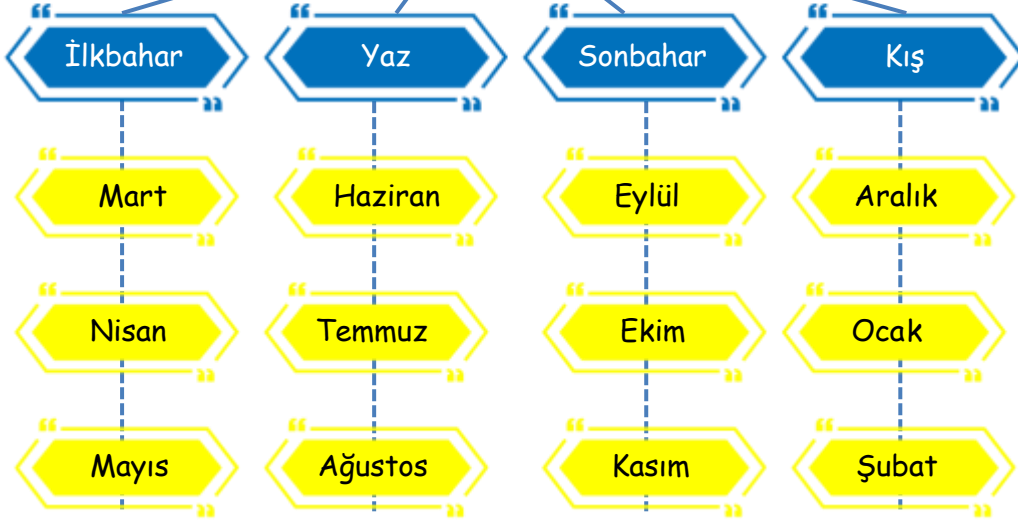 İlkbahar
Yaz
Sonbahar
Kış
Mart
Haziran
Eylül
Aralık
Nisan
Temmuz
Ekim
Ocak
Mayıs
Ağustos
Kasım
Şubat